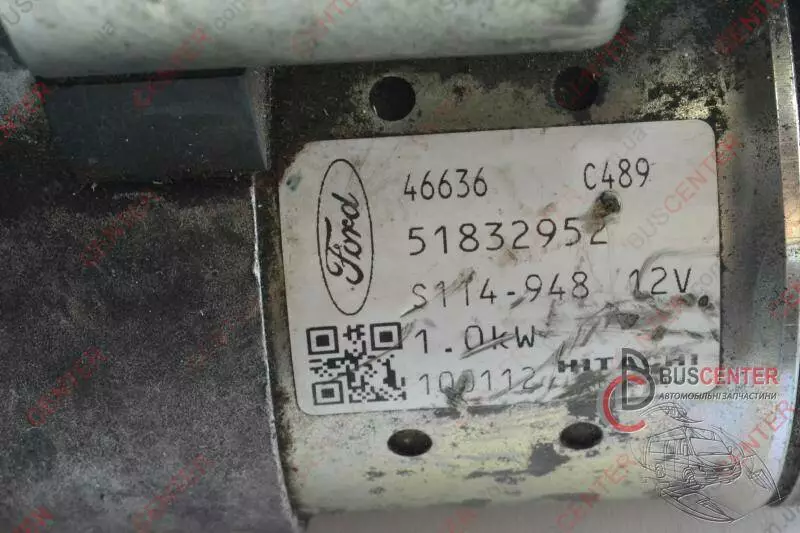 Ford
46636 C489
51832952
S114-948 12V.
1.0kW
100112 HITACHI
BUSCENTER
АВТОМОБІЛЬНІ ЗАПЧАСТИНИ